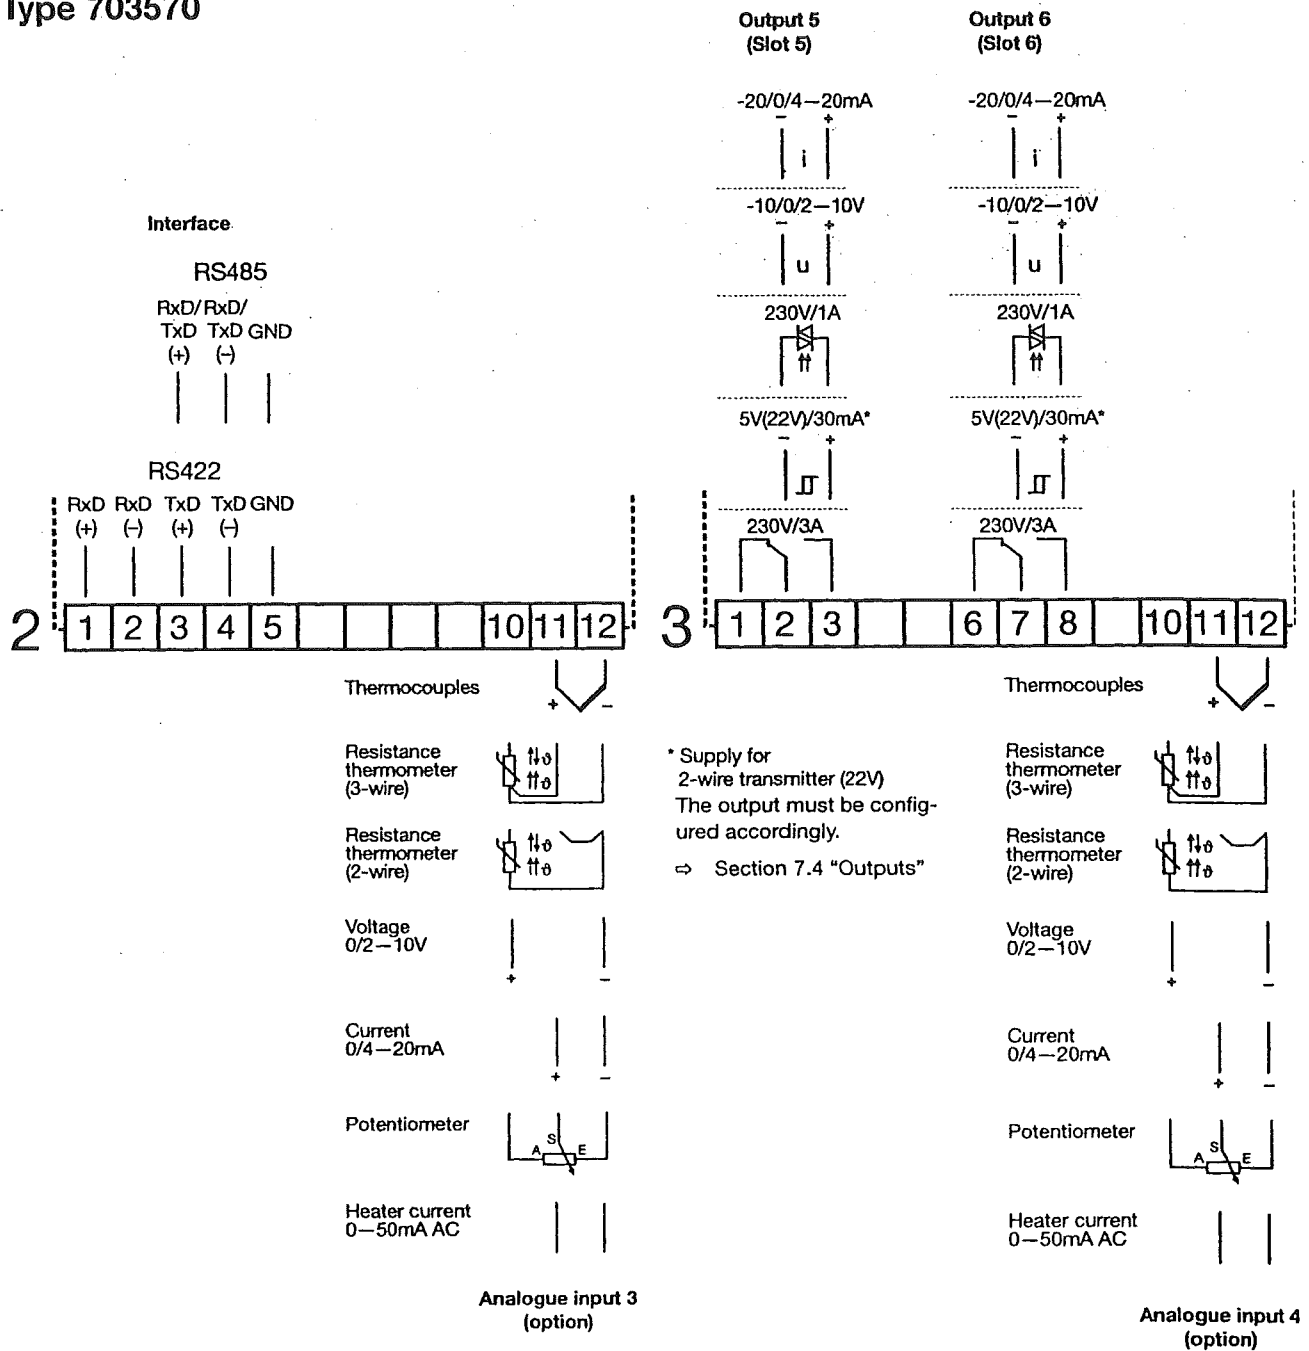 Type 703570
Output 5
(Slot 5)
Output 6
(Slot 6)
-20/0/4—20mA
- +
i
-20/0/4—20mA
- +
i
-10/0/2—10V
- +
u
-10/0/2—10V
- +
u
230V/1A
230V/1A
5V(22V)/30mA*
- +
5V(22V)/30mA*
- +
230V/3A
230V/3A
Interface
RS485
RxD/ RxD/
TxD TxD GND
(+) (-)
RS422
RxD RxD TxD TxD GND
(+) (-) (+) (-)
2 1 2 3 4 5 10 11 12
3 1 2 3 6 7 8 10 11 12
Thermocouples
+ -
Resistance
thermometer
(3-wire)
↑↓ϑ
↑↑ϑ
Resistance
thermometer
(2-wire)
↑↓ϑ
↑↑ϑ
Voltage
0/2—10V
+ -
Current
0/4—20mA
+ -
Potentiometer
A S E
Heater current
0—50mA AC
Analogue input 3
(option)
* Supply for
2-wire transmitter (22V)
The output must be config-
ured accordingly.
⇨ Section 7.4 “Outputs”
Thermocouples
+ -
Resistance
thermometer
(3-wire)
↑↓ϑ
↑↑ϑ
Resistance
thermometer
(2-wire)
↑↓ϑ
↑↑ϑ
Voltage
0/2—10V
+ -
Current
0/4—20mA
+ -
Potentiometer
A S E
Heater current
0—50mA AC
Analogue input 4
(option)